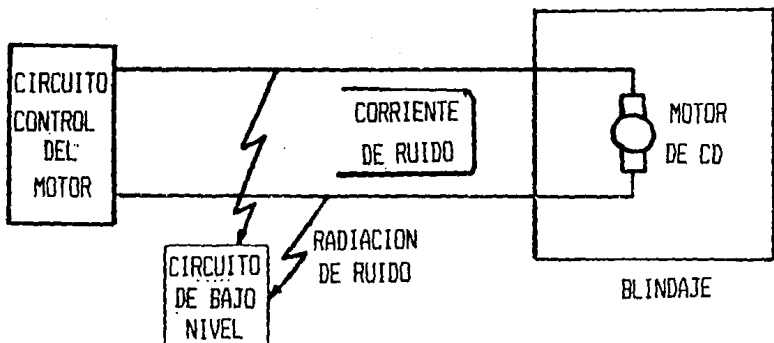 CIRCUITO
CONTROL
DEL
MOTOR
CORRIENTE
DE RUIDO
MOTOR
DE CD
RADIACION
DE RUIDO
CIRCUITO
DE BAJO
NIVEL
BLINDAJE